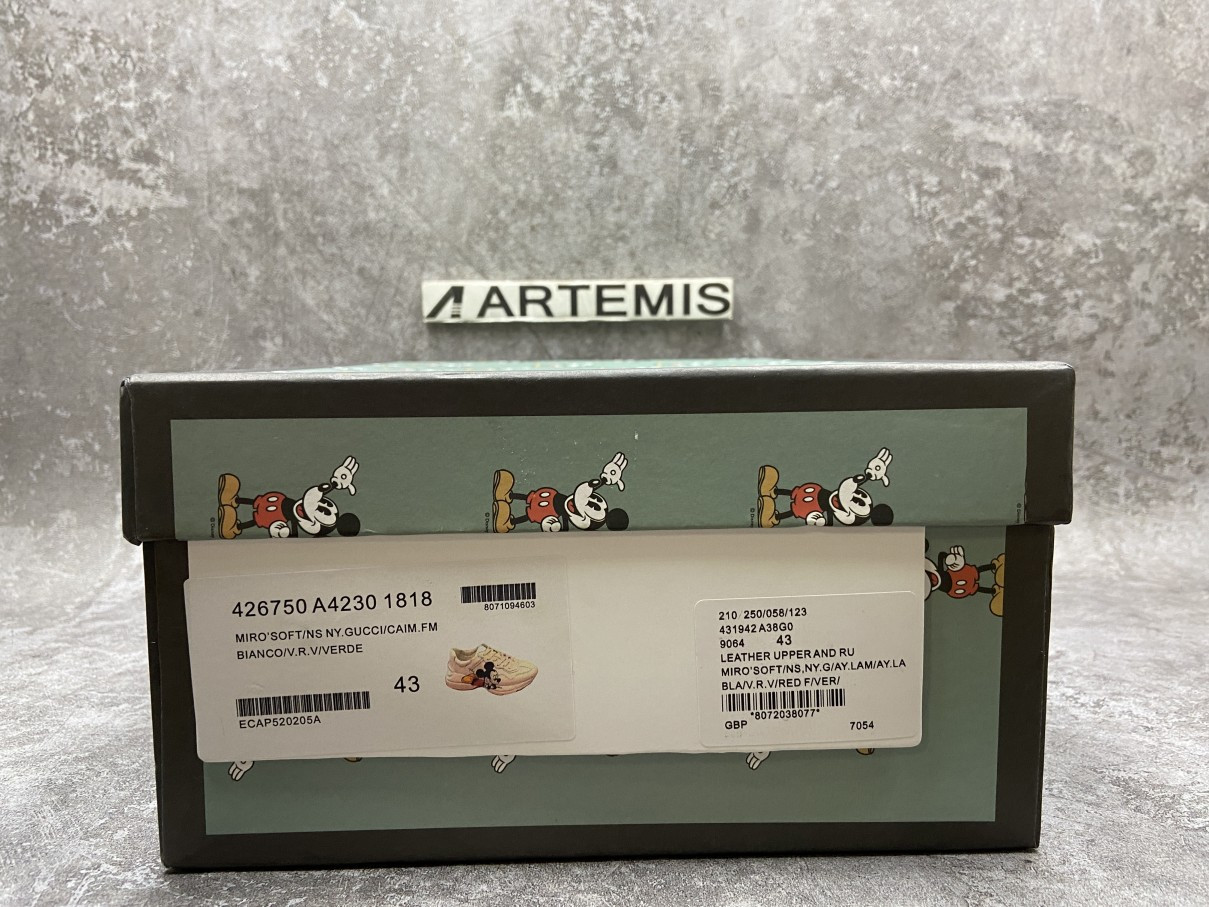 ARTEMIS
426750 A4230 1818
8071094603
MIRO'SOFT/NS NY.GUCCI/CAIM.FM
BIANCO/V.R.V/VERDE
43
ECAP520205A
210 250/058/123
431942 A38G0
9064 43
LEATHER UPPER AND RU
MIRO'SOFT/NS,NY.G/AY.LAM/AY.LA
BLA/V.R.V/RED F/VER/
*8072038077*
GBP 7054